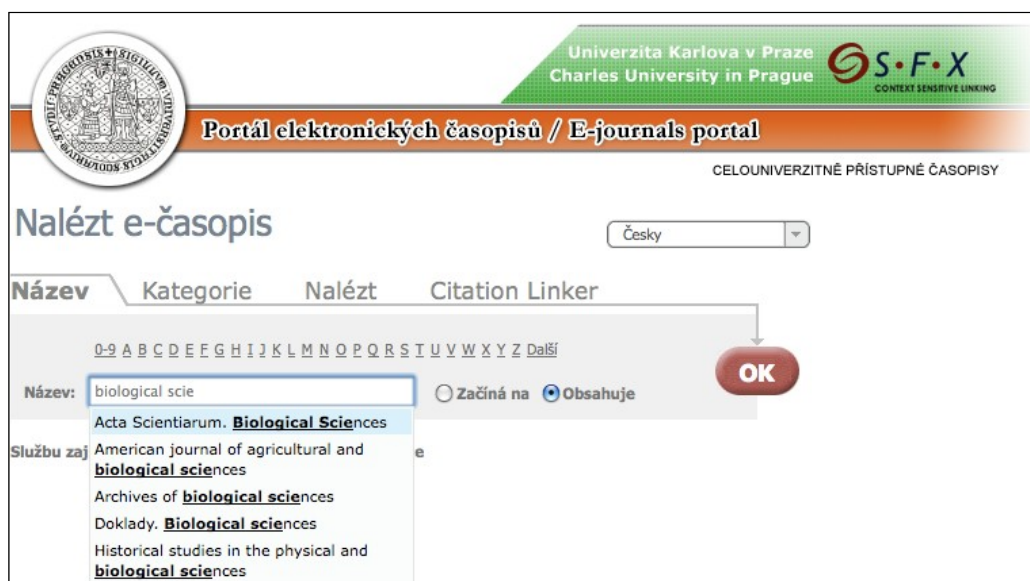 Univerzita Karlova v Praze
Charles University in Prague
S•F•X
CONTEXT SENSITIVE LINKING
Portál elektronických časopisů / E-journals portal
CELOUNIVERZITNĚ PŘÍSTUPNÉ ČASOPISY
Nalézt e-časopis
Česky
Název Kategorie Nalézt Citation Linker
0-9 A B C D E F G H I J K L M N O P Q R S T U V W X Y Z Další
OK
Název: biological scie Začíná na Obsahuje
Acta Scientiarum. Biological Sciences
Službu zaj
American journal of agricultural and
biological sciences
Archives of biological sciences
Doklady. Biological sciences
Historical studies in the physical and
biological sciences